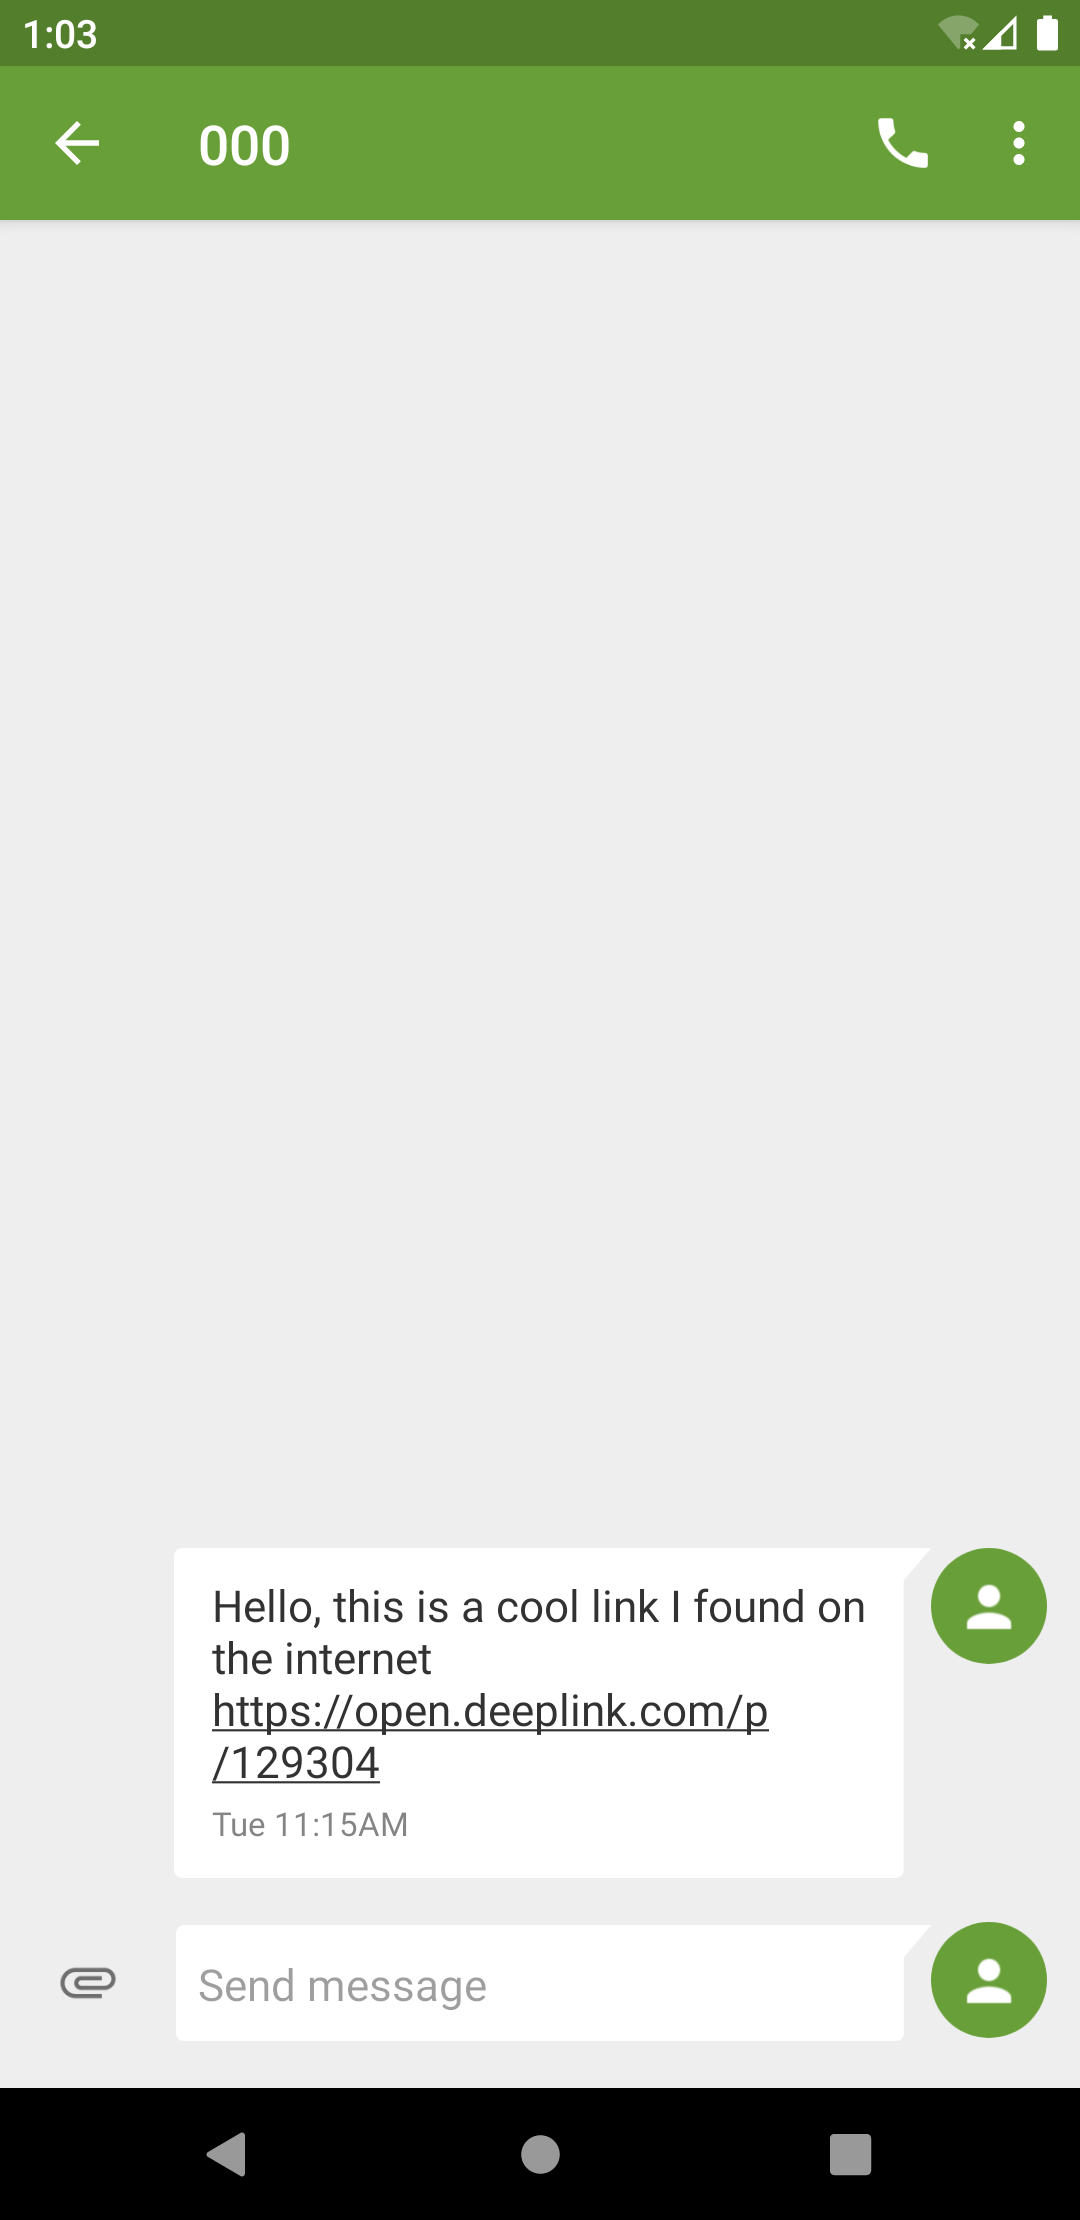 1:03
000
Hello, this is a cool link I found on
the internet
https://open.deeplink.com/p
/129304
Tue 11:15AM
Send message